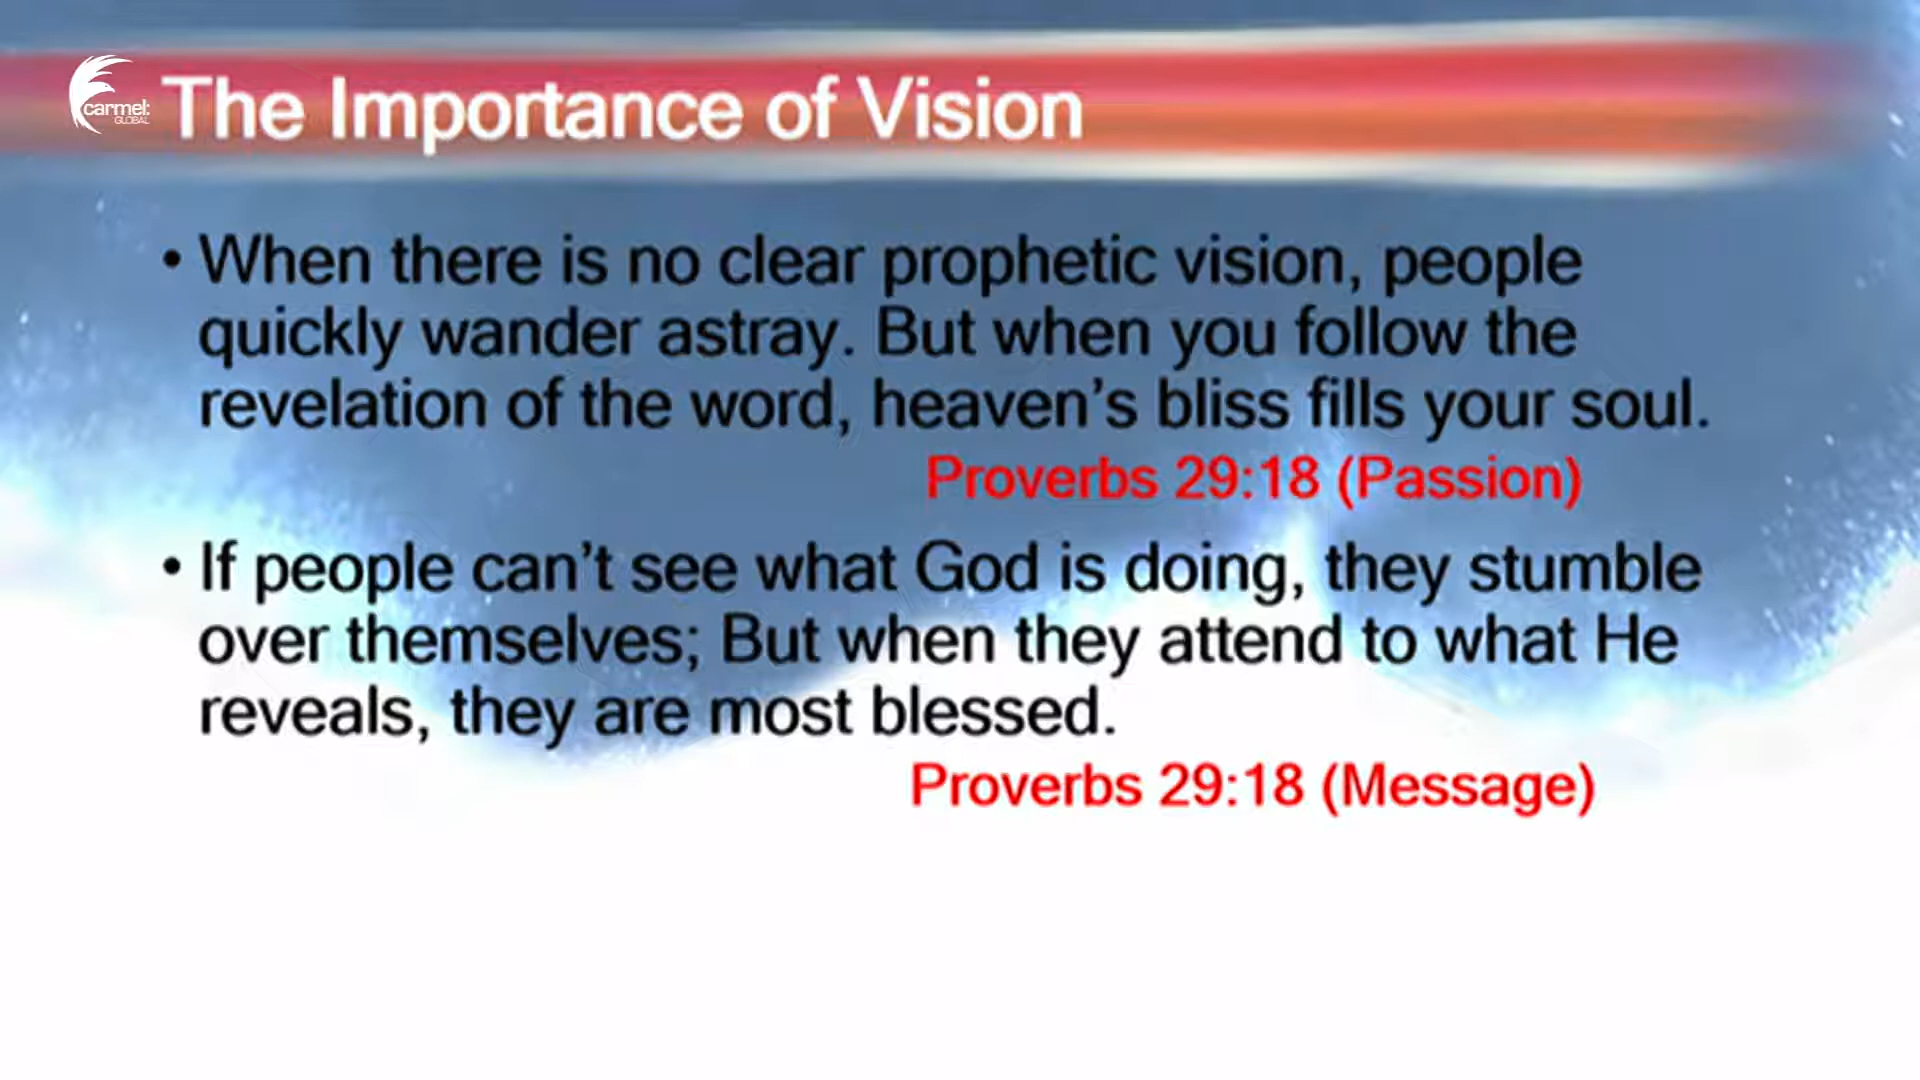 carmel:
GLOBAL
The Importance of Vision
• When there is no clear prophetic vision, people
quickly wander astray. But when you follow the
revelation of the word, heaven’s bliss fills your soul.
Proverbs 29:18 (Passion)
• If people can’t see what God is doing, they stumble
over themselves; But when they attend to what He
reveals, they are most blessed.
Proverbs 29:18 (Message)